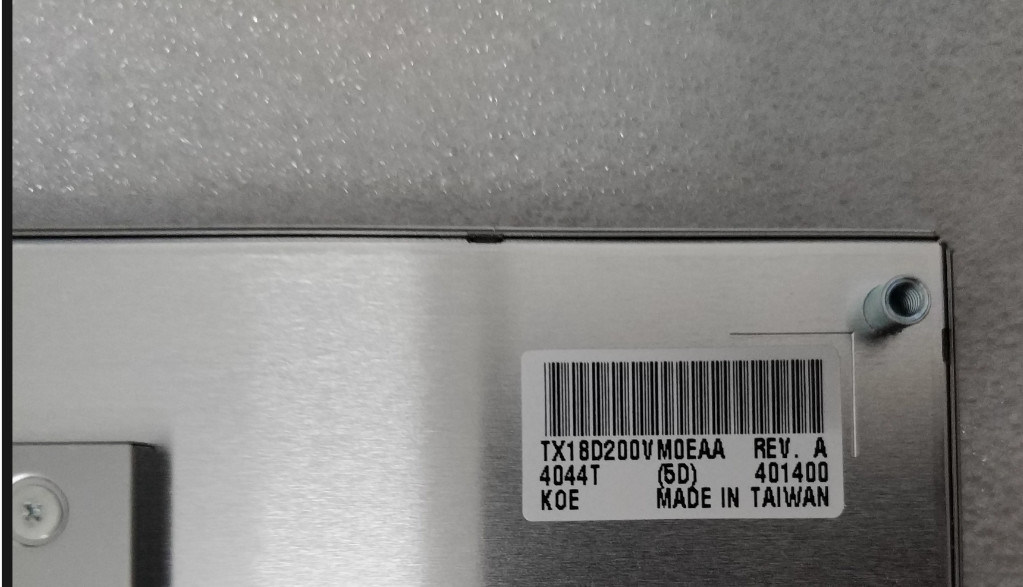 TX18D200VM0EAA REV. A
4044T (5D) 401400
KOE MADE IN TAIWAN